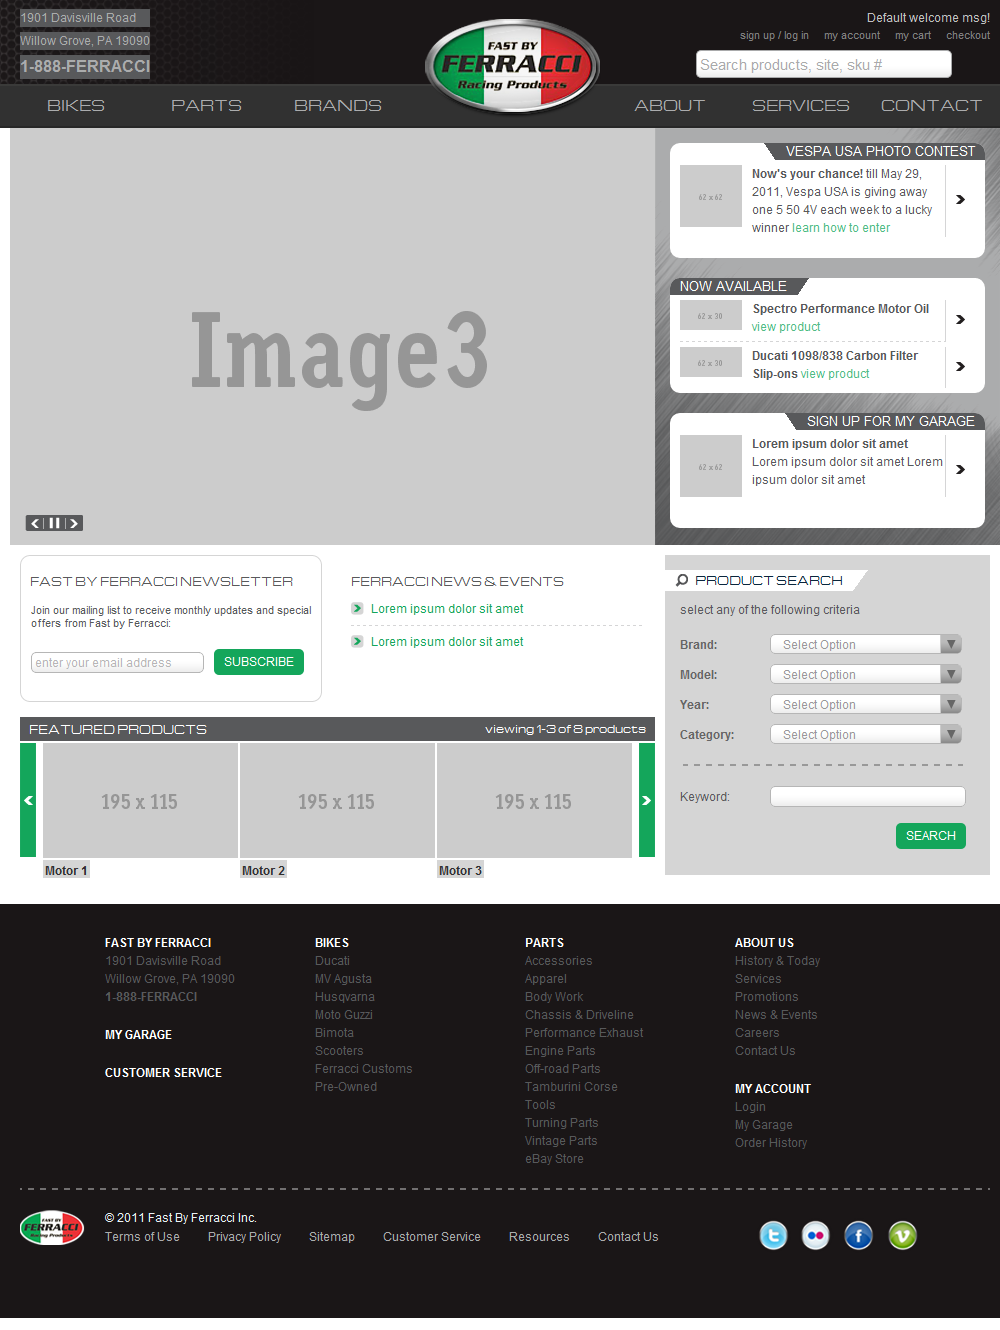 1901 Davisville Road
Willow Grove, PA 19090
1-888-FERRACCI
Default welcome msg!
sign up / log in my account my cart checkout
Search products, site, sku #
FAST BY
FERRACCI
Racing Products
BIKES PARTS BRANDS ABOUT SERVICES CONTACT
Image3
VESPA USA PHOTO CONTEST
62 x 62
Now's your chance! till May 29,
2011, Vespa USA is giving away
one 5 50 4V each week to a lucky
winner learn how to enter
NOW AVAILABLE
62 x 30
Spectro Performance Motor Oil
view product
62 x 30
Ducati 1098/838 Carbon Filter
Slip-ons view product
SIGN UP FOR MY GARAGE
62 x 62
Lorem ipsum dolor sit amet
Lorem ipsum dolor sit amet Lorem
ipsum dolor sit amet
FAST BY FERRACCI NEWSLETTER
Join our mailing list to receive monthly updates and special
offers from Fast by Ferracci:
enter your email address SUBSCRIBE
FERRACCI NEWS & EVENTS
Lorem ipsum dolor sit amet
Lorem ipsum dolor sit amet
PRODUCT SEARCH
select any of the following criteria
Brand: Select Option
Model: Select Option
Year: Select Option
Category: Select Option
Keyword:
SEARCH
FEATURED PRODUCTS viewing 1-3 of 8 products
195 x 115 195 x 115 195 x 115
Motor 1 Motor 2 Motor 3
FAST BY FERRACCI
1901 Davisville Road
Willow Grove, PA 19090
1-888-FERRACCI
MY GARAGE
CUSTOMER SERVICE
BIKES
Ducati
MV Agusta
Husqvarna
Moto Guzzi
Bimota
Scooters
Ferracci Customs
Pre-Owned
PARTS
Accessories
Apparel
Body Work
Chassis & Driveline
Performance Exhaust
Engine Parts
Off-road Parts
Tamburini Corse
Tools
Turning Parts
Vintage Parts
eBay Store
ABOUT US
History & Today
Services
Promotions
News & Events
Careers
Contact Us
MY ACCOUNT
Login
My Garage
Order History
FAST BY
FERRACCI
Racing Products
© 2011 Fast By Ferracci Inc.
Terms of Use Privacy Policy Sitemap Customer Service Resources Contact Us